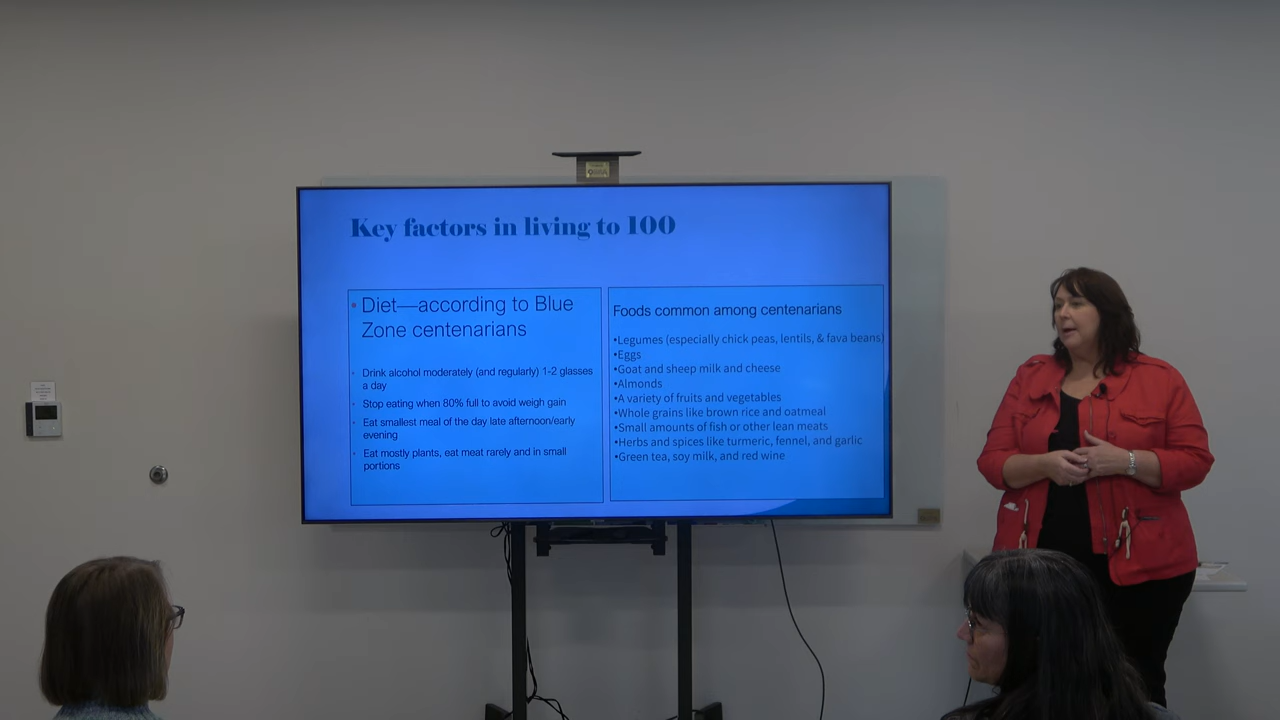 Key factors in living to 100
• Diet—according to Blue
Zone centenarians
• Drink alcohol moderately (and regularly) 1-2 glasses
a day
• Stop eating when 80% full to avoid weigh gain
• Eat smallest meal of the day late afternoon/early
evening
• Eat mostly plants, eat meat rarely and in small
portions
Foods common among centenarians
•Legumes (especially chick peas, lentils, & fava beans)
•Eggs
•Goat and sheep milk and cheese
•Almonds
•A variety of fruits and vegetables
•Whole grains like brown rice and oatmeal
•Small amounts of fish or other lean meats
•Herbs and spices like turmeric, fennel, and garlic
•Green tea, soy milk, and red wine